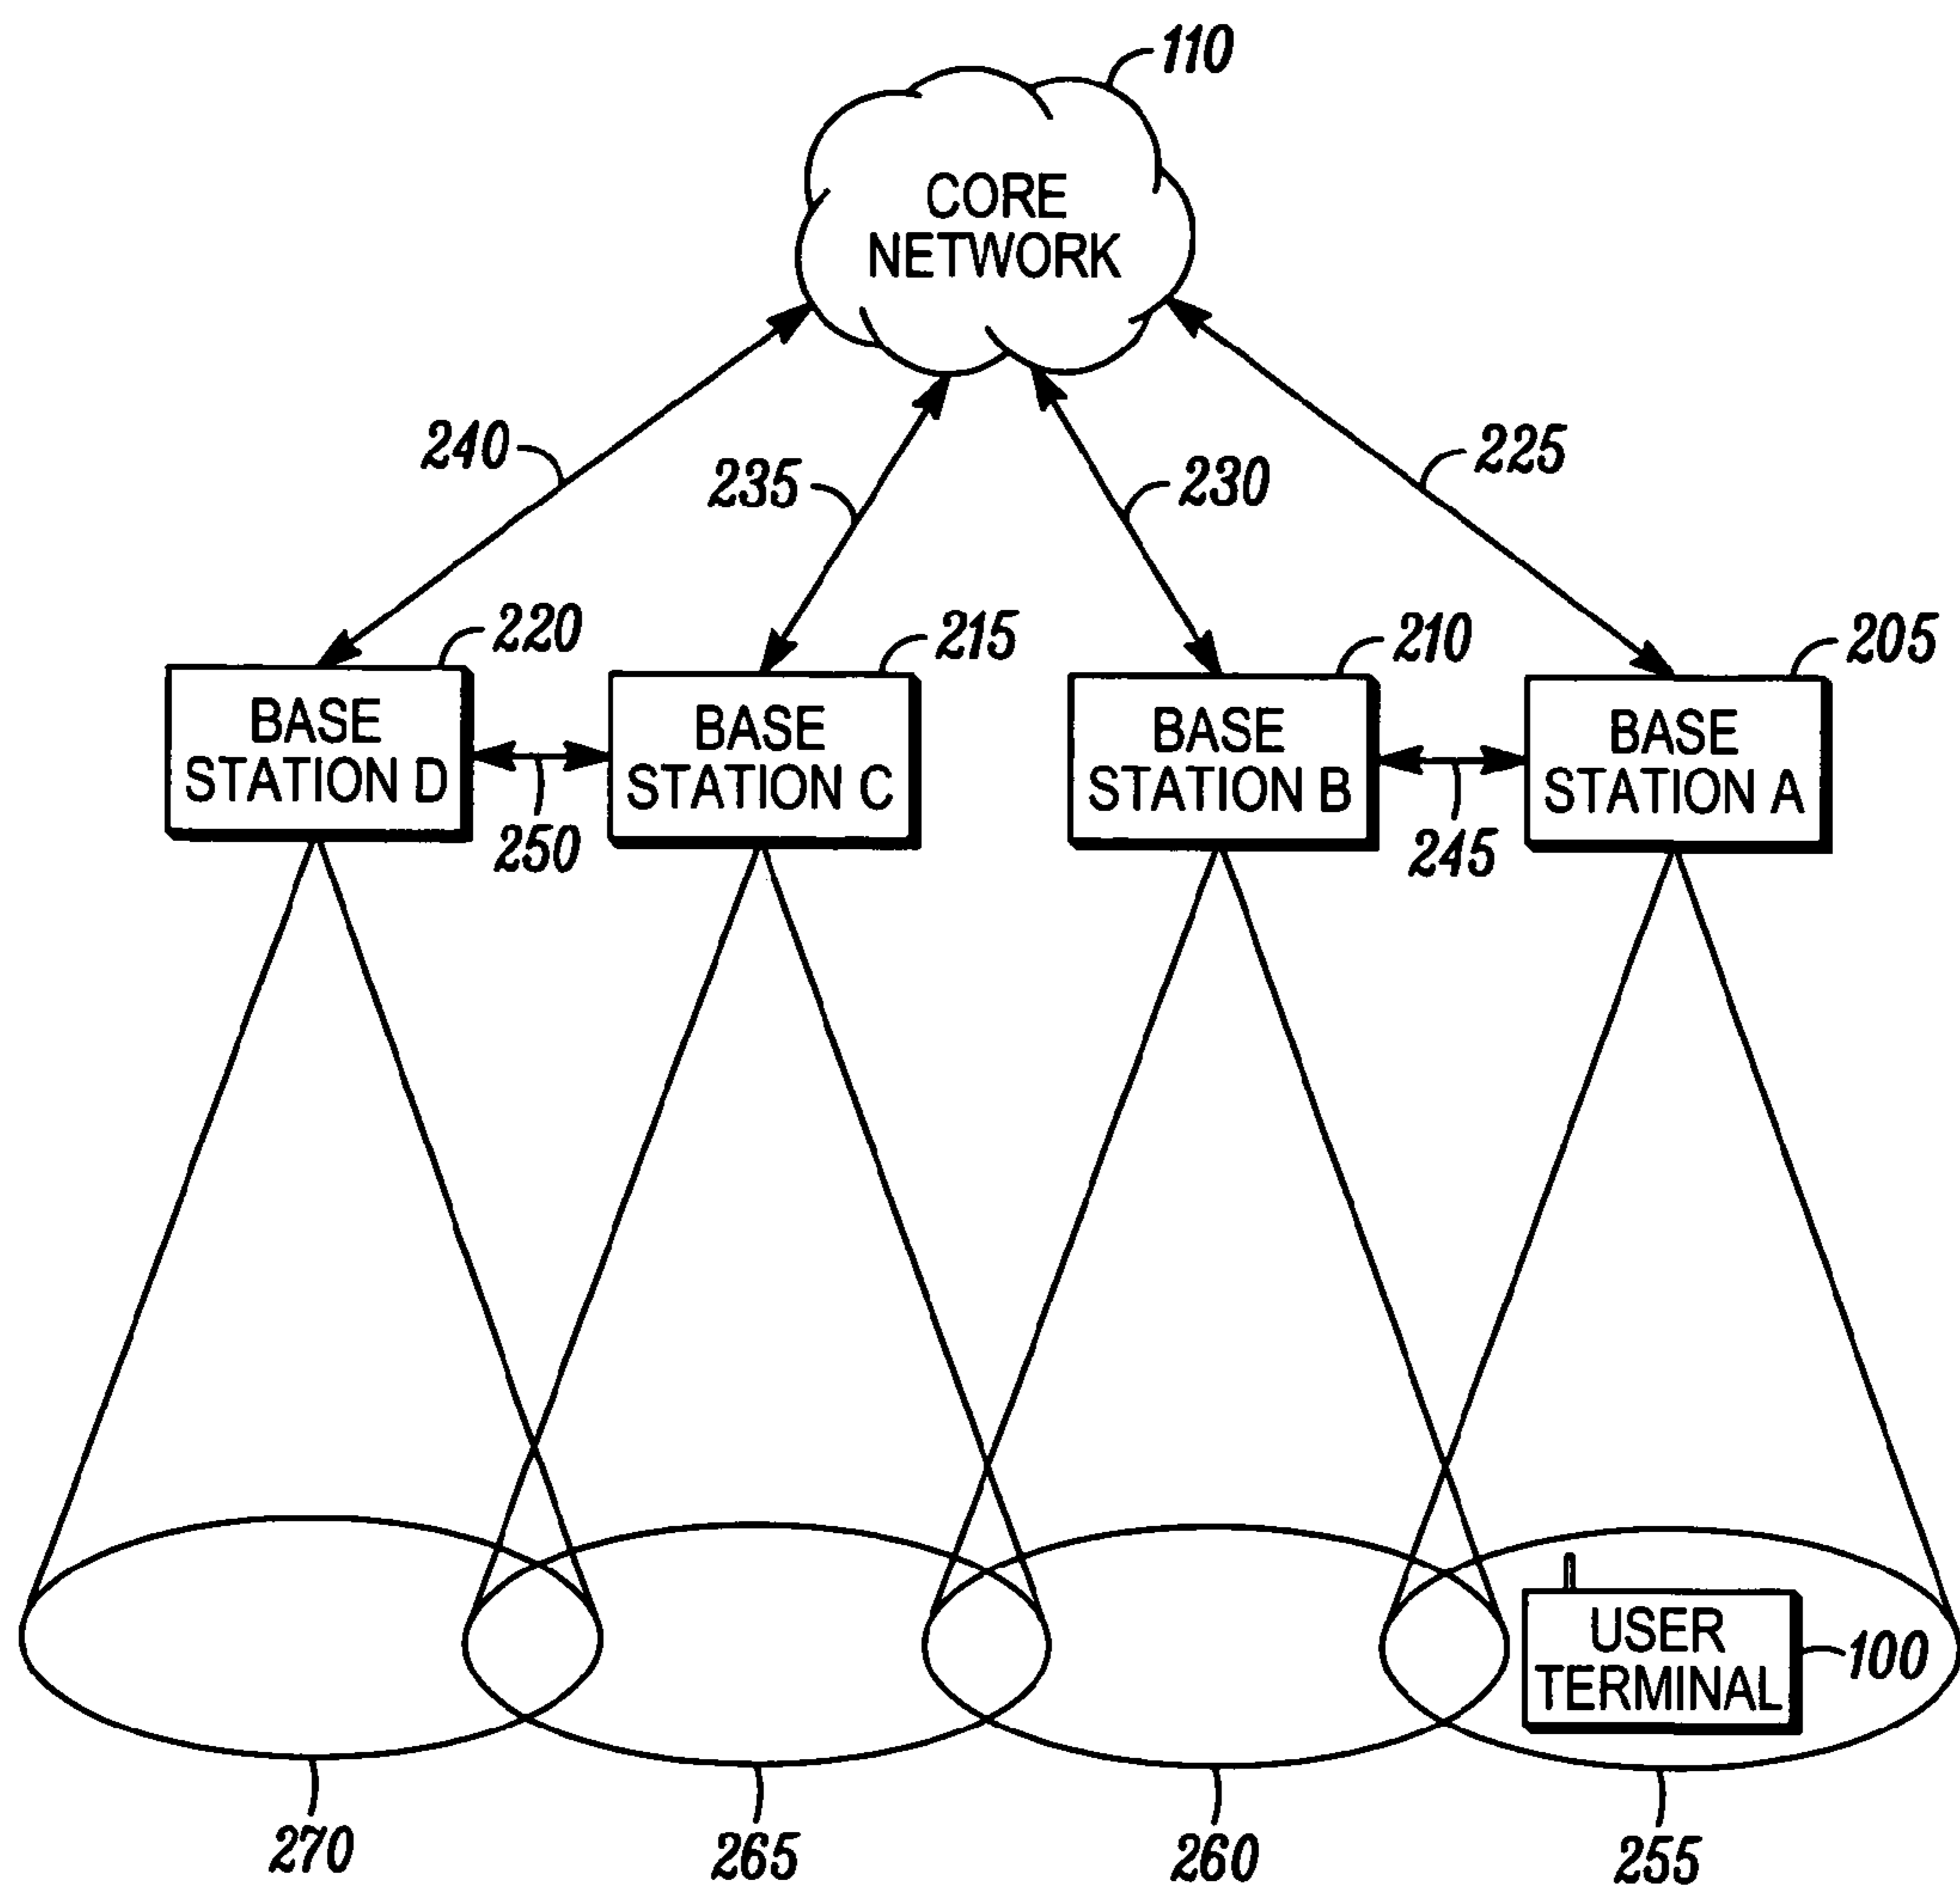 110
CORE
NETWORK
240
235
230
225
220
215
210
205
BASE
STATION D
BASE
STATION C
BASE
STATION B
BASE
STATION A
250
245
USER
TERMINAL
100
270
265
260
255